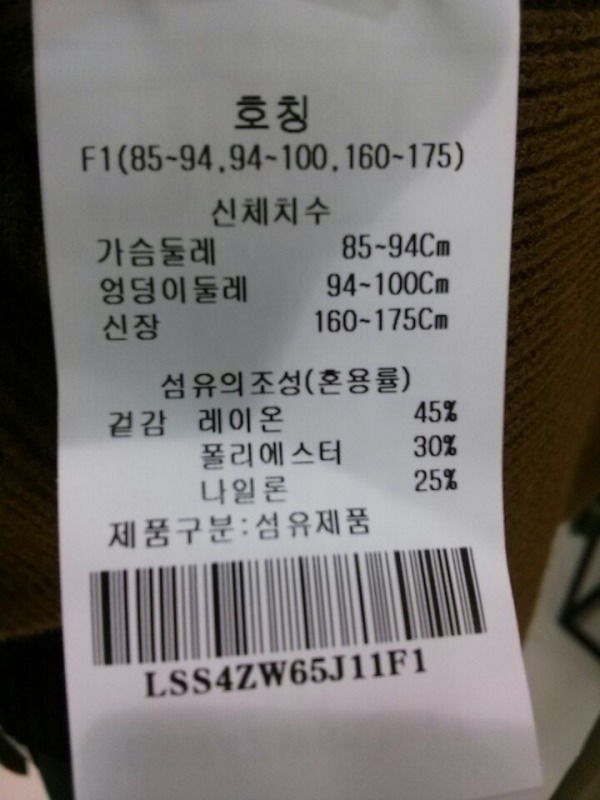 호칭
F1(85~94.94~100.160~175)
신체치수
가슴둘레 85~94Cm
엉덩이둘레 94~100Cm
신장 160~175Cm
섬유의조성(혼용률)
겉감 레이온 45%
폴리에스터 30%
나일론 25%
제품구분:섬유제품
LSS4ZW65J11F1